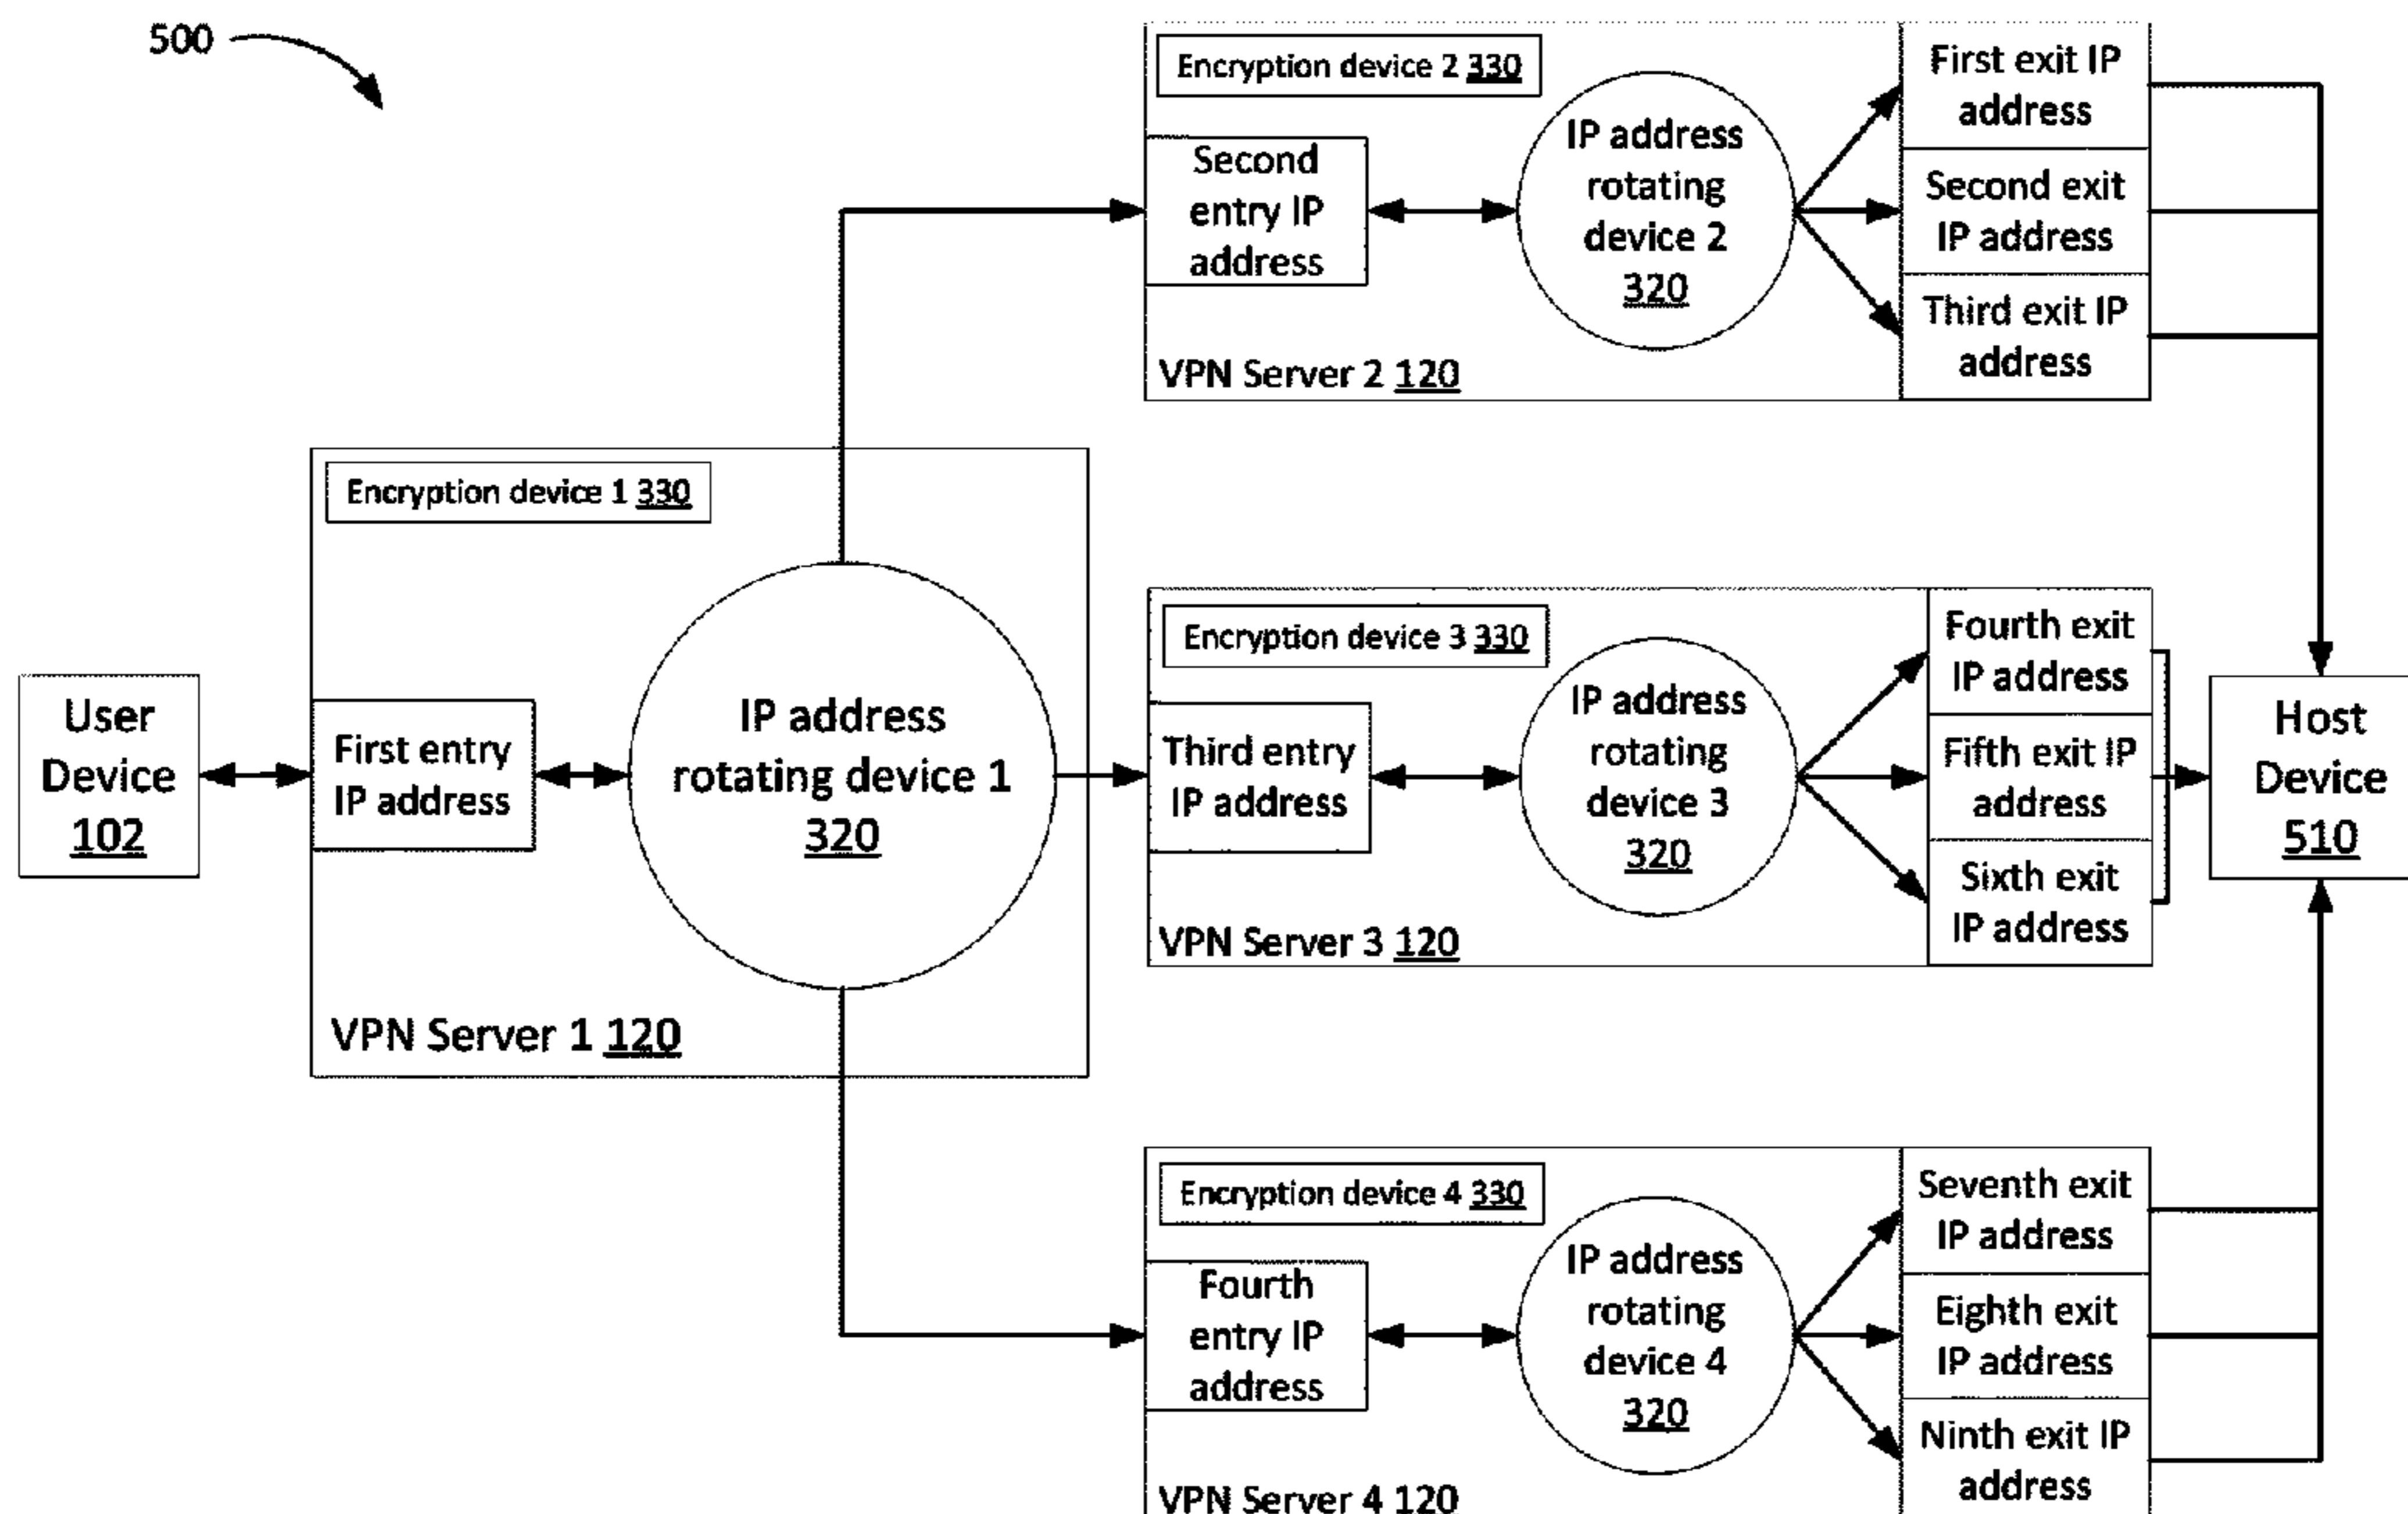 500
Encryption device 2 330
Second
entry IP
address
IP address
rotating
device 2
320
First exit IP
address
Second exit
IP address
Third exit IP
address
VPN Server 2 120
Encryption device 1 330
User
Device
102
First entry
IP address
IP address
rotating device 1
320
VPN Server 1 120
Encryption device 3 330
Third entry
IP address
IP address
rotating
device 3
320
Fourth exit
IP address
Fifth exit IP
address
Sixth exit
IP address
VPN Server 3 120
Host
Device
510
Encryption device 4 330
Fourth
entry IP
address
IP address
rotating
device 4
320
Seventh exit
IP address
Eighth exit
IP address
Ninth exit IP
address
VPN Server 4 120